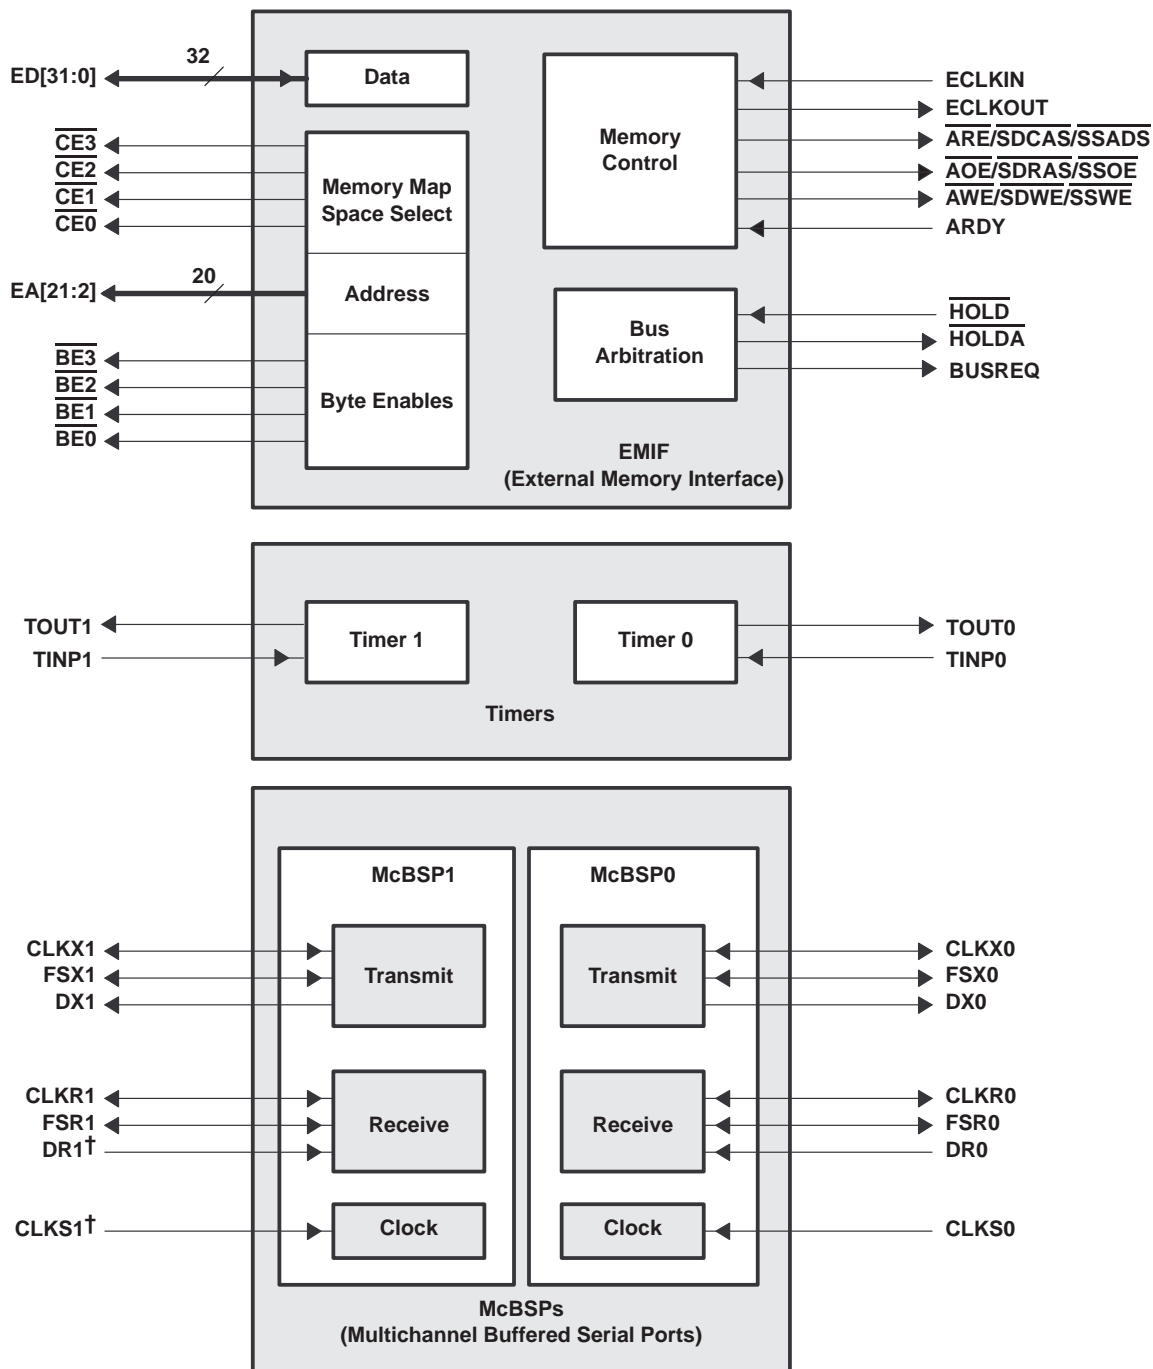 32
ED[31:0]
Data
CE3
CE2
CE1
CE0
Memory Map
Space Select
20
EA[21:2]
Address
BE3
BE2
BE1
BE0
Byte Enables
Memory
Control
ECLKIN
ECLKOUT
ARE/SDCAS/SSADS
AOE/SDRAS/SSOE
AWE/SDWE/SSWE
ARDY
Bus
Arbitration
HOLD
HOLDA
BUSREQ
EMIF
(External Memory Interface)
TOUT1
TINP1
Timer 1
Timer 0
TOUT0
TINP0
Timers
McBSP1
McBSP0
CLKX1
FSX1
DX1
Transmit
Transmit
CLKX0
FSX0
DX0
CLKR1
FSR1
DR1†
Receive
Receive
CLKR0
FSR0
DR0
CLKS1†
Clock
Clock
CLKS0
McBSPs
(Multichannel Buffered Serial Ports)